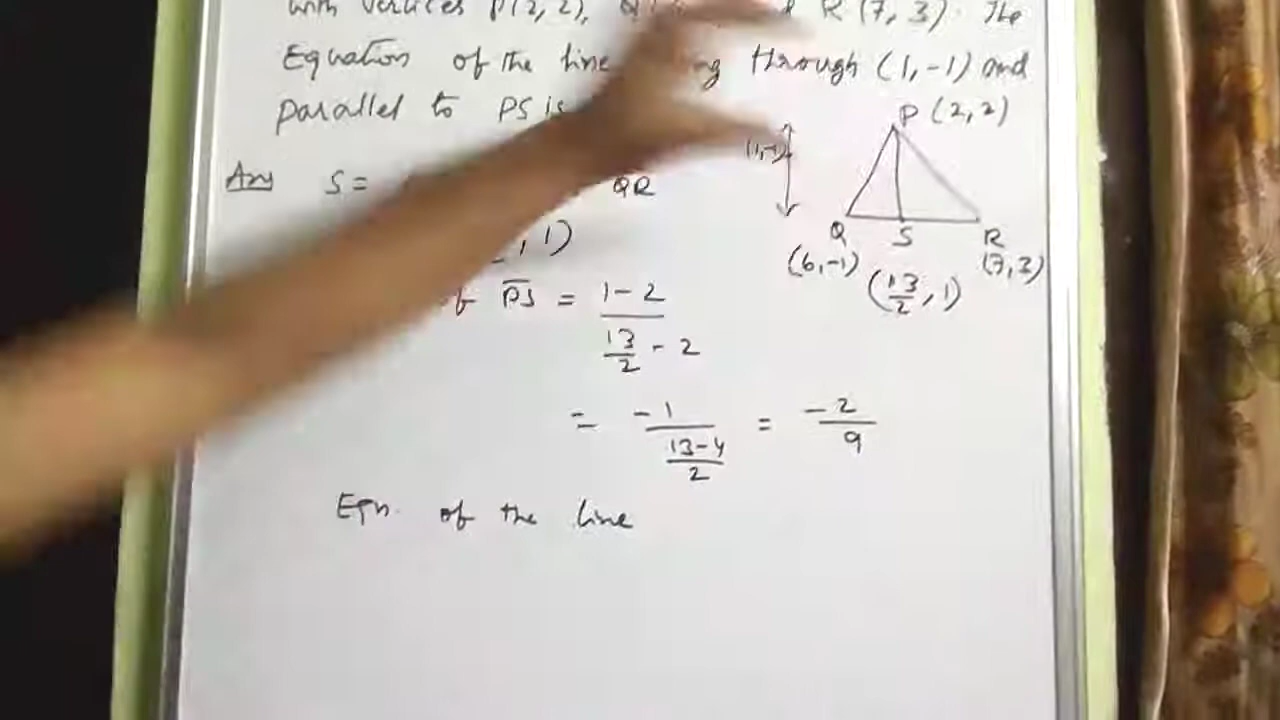 with vertices P(2, 2), Q R (7, 3). The
Equation of the line through (1, -1) and
parallel to PS is
P (2, 2)
(1,-1)
Ans S = QR
, 1)
Q S R
(6,-1) (13/2, 1) (7,3)
PS = 1-2 / 13/2 - 2
= -1 / 13-4/2 = -2/9
Eqn. of the line